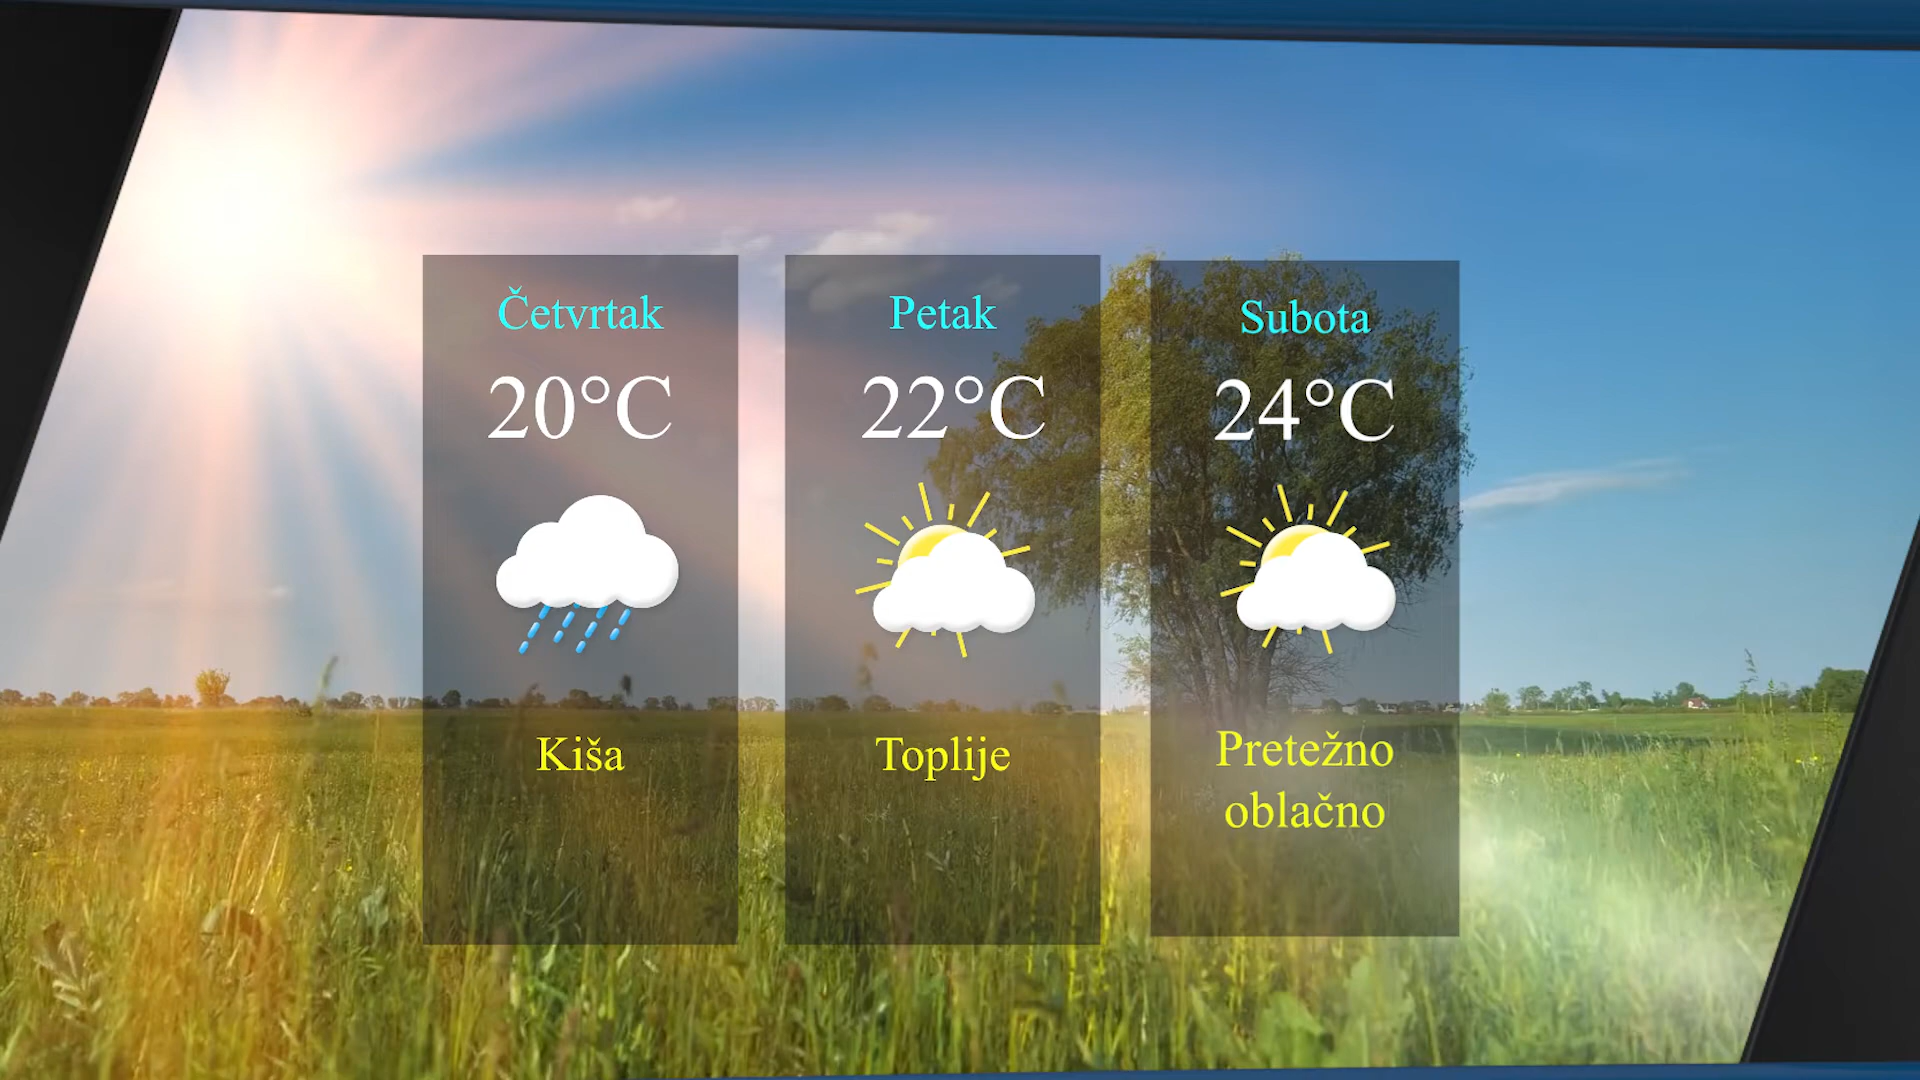 Četvrtak
20°C
Kiša
Petak
22°C
Toplije
Subota
24°C
Pretežno
oblačno